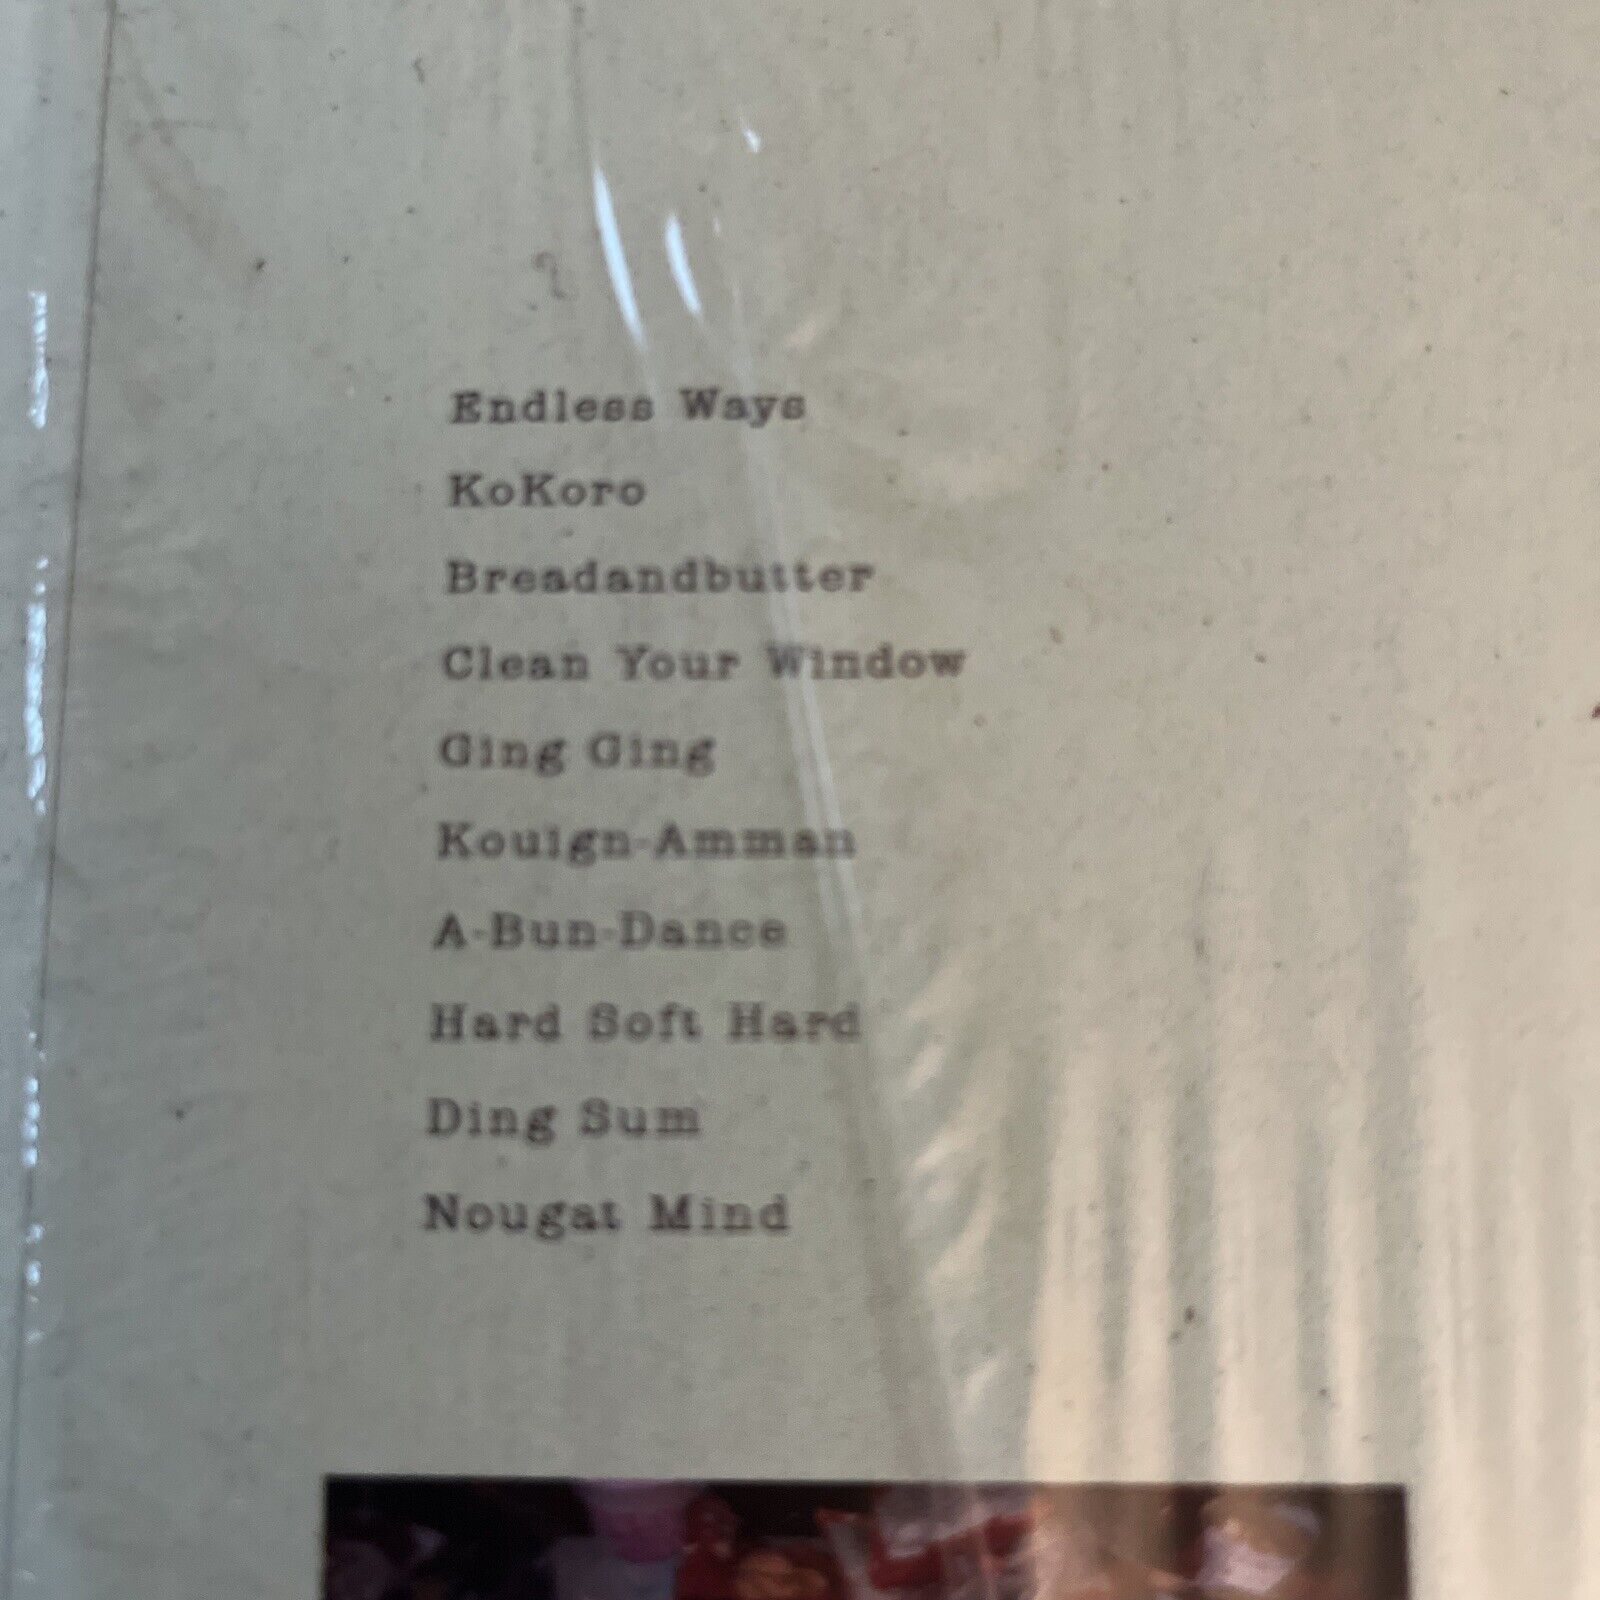 Endless Ways
KoKoro
Breadandbutter
Clean Your Window
Ging Ging
Kouign-Amman
A-Bun-Dance
Hard Soft Hard
Ding Sum
Nougat Mind